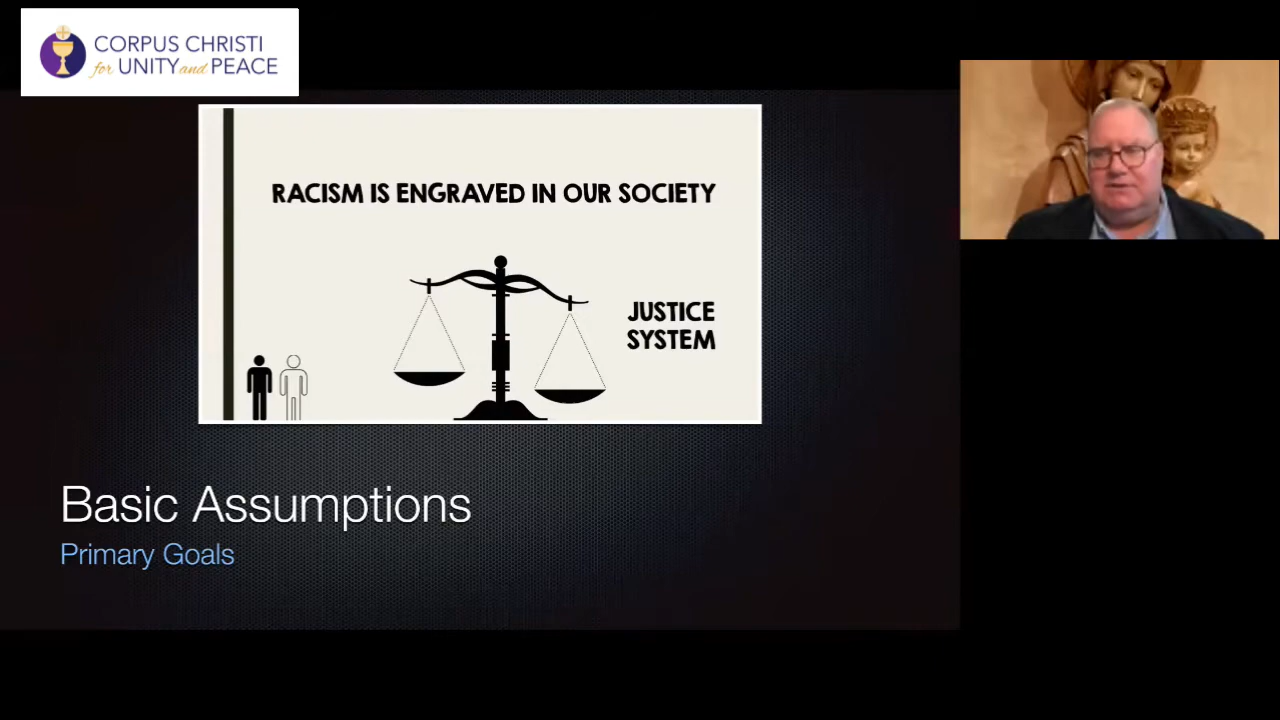 CORPUS CHRISTI
for UNITY and PEACE
RACISM IS ENGRAVED IN OUR SOCIETY
JUSTICE
SYSTEM
Basic Assumptions
Primary Goals